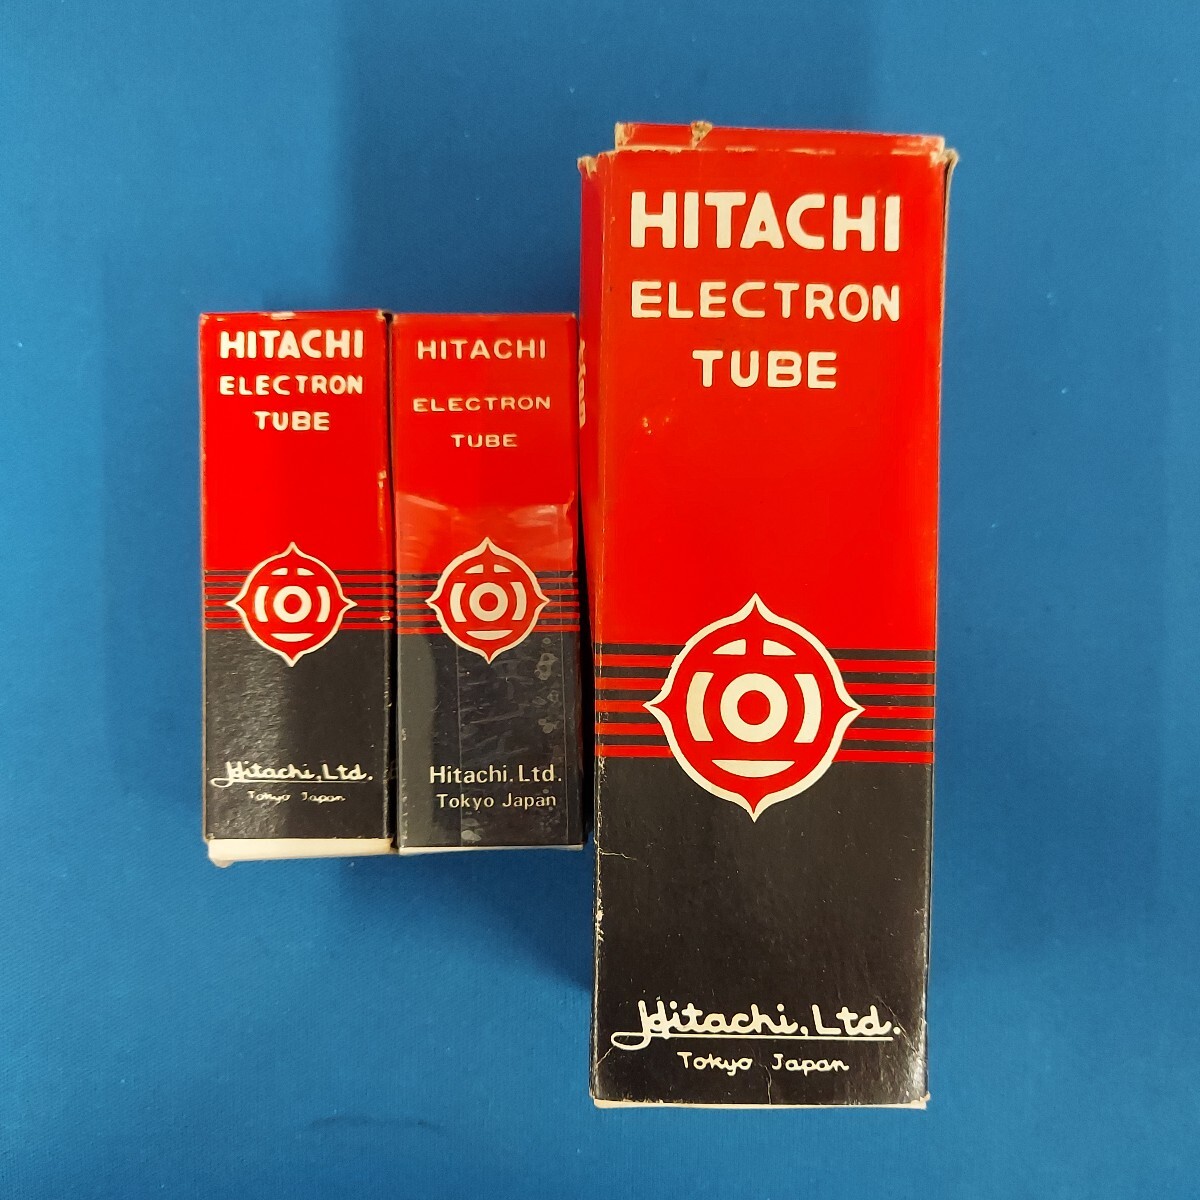 HITACHI
ELECTRON
TUBE
Hitachi, Ltd.
Tokyo Japan
HITACHI
ELECTRON
TUBE
Hitachi. Ltd.
Tokyo Japan
HITACHI
ELECTRON
TUBE
Hitachi, Ltd.
Tokyo Japan